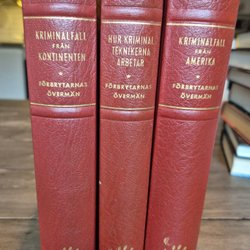 KRIMINALFALL
FRÅN
KONTINENTEN
FÖRBRYTARNAS
ÖVERMÄN
HUR KRIMINAL
TEKNIKERNA
ARBETAR
FÖRBRYTARNAS
ÖVERMÄN
KRIMINALFALL
FRÅN
AMERIKA
FÖRBRYTARNAS
ÖVERMÄN